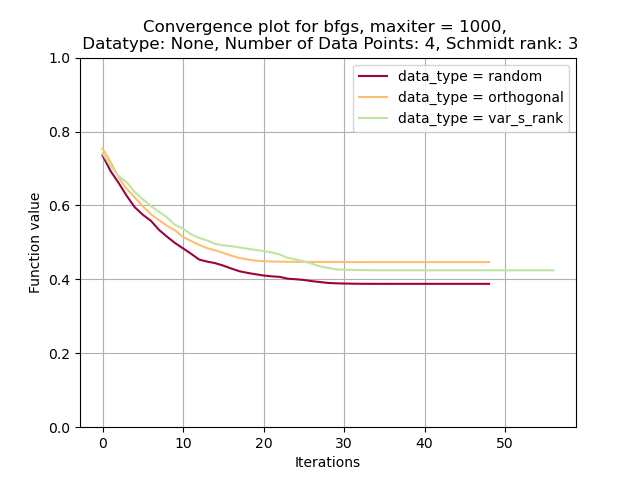 Convergence plot for bfgs, maxiter = 1000,
Datatype: None, Number of Data Points: 4, Schmidt rank: 3
data_type = random
data_type = orthogonal
data_type = var_s_rank
Function value
1.0
0.8
0.6
0.4
0.2
0.0
0 10 20 30 40 50
Iterations